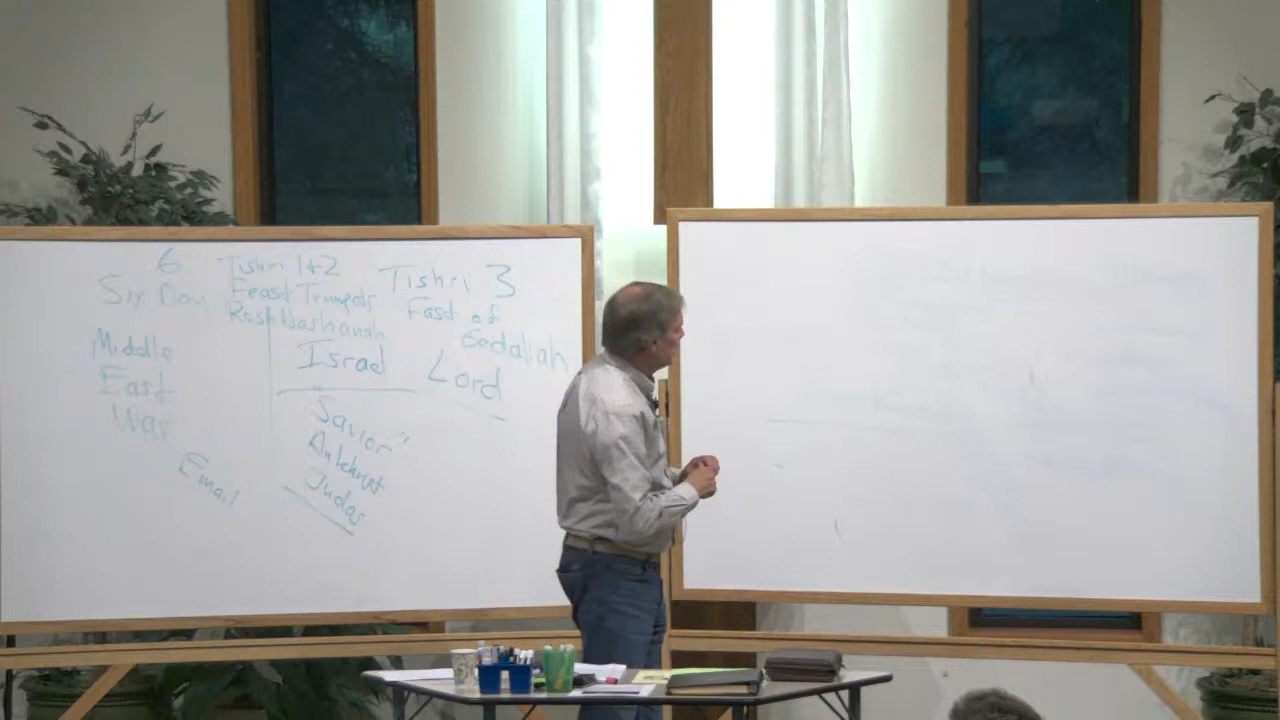 6
Six Day
Middle
East
War
Email
Tishri 1+2
Feast Trumpets
Rosh Hashanah
Israel
Savior"
Antichrist
Judas
Tishri 3
Fast of
Gedaliah
Lord